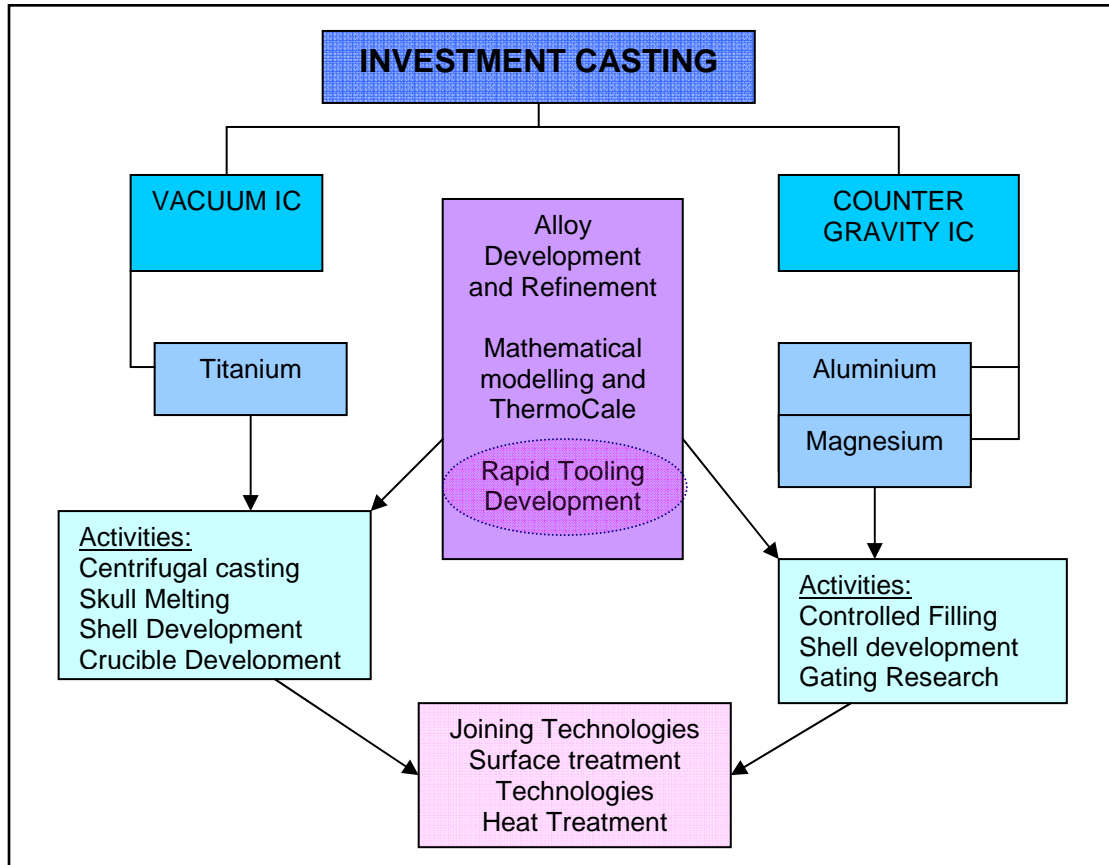 INVESTMENT CASTING
VACUUM IC
COUNTER
GRAVITY IC
Alloy
Development
and Refinement
Mathematical
modelling and
ThermoCale
Rapid Tooling
Development
Titanium
Aluminium
Magnesium
Activities:
Centrifugal casting
Skull Melting
Shell Development
Crucible Development
Activities:
Controlled Filling
Shell development
Gating Research
Joining Technologies
Surface treatment
Technologies
Heat Treatment